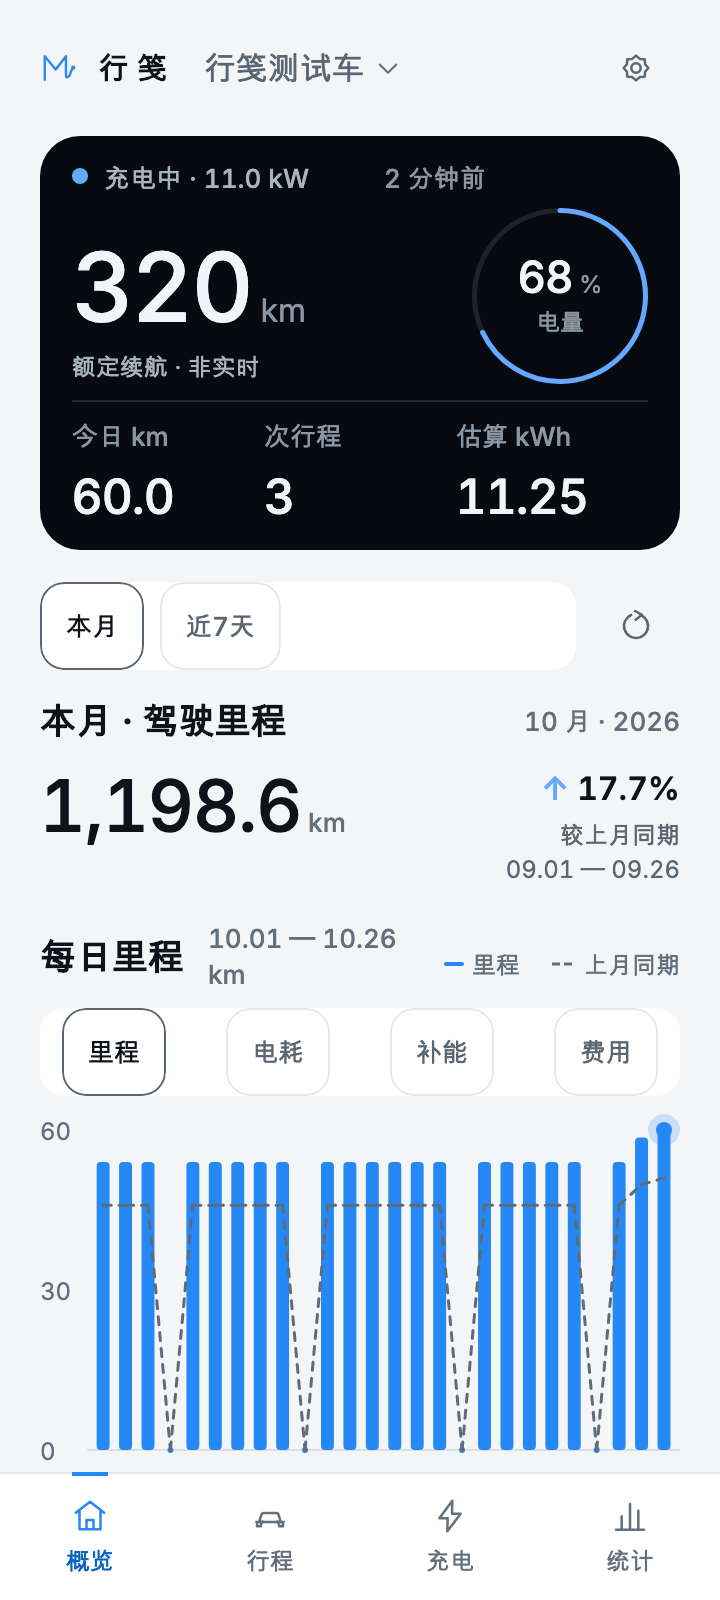 行笺 行笺测试车
充电中 · 11.0 kW 2 分钟前
320 km
68 %
电量
额定续航 · 非实时
今日 km 次行程 估算 kWh
60.0 3 11.25
本月 近7天
本月 · 驾驶里程 10 月 · 2026
1,198.6 km ↑ 17.7%
较上月同期
09.01 — 09.26
每日里程 10.01 — 10.26 km
里程 -- 上月同期
里程 电耗 补能 费用
60
30
0
概览 行程 充电 统计